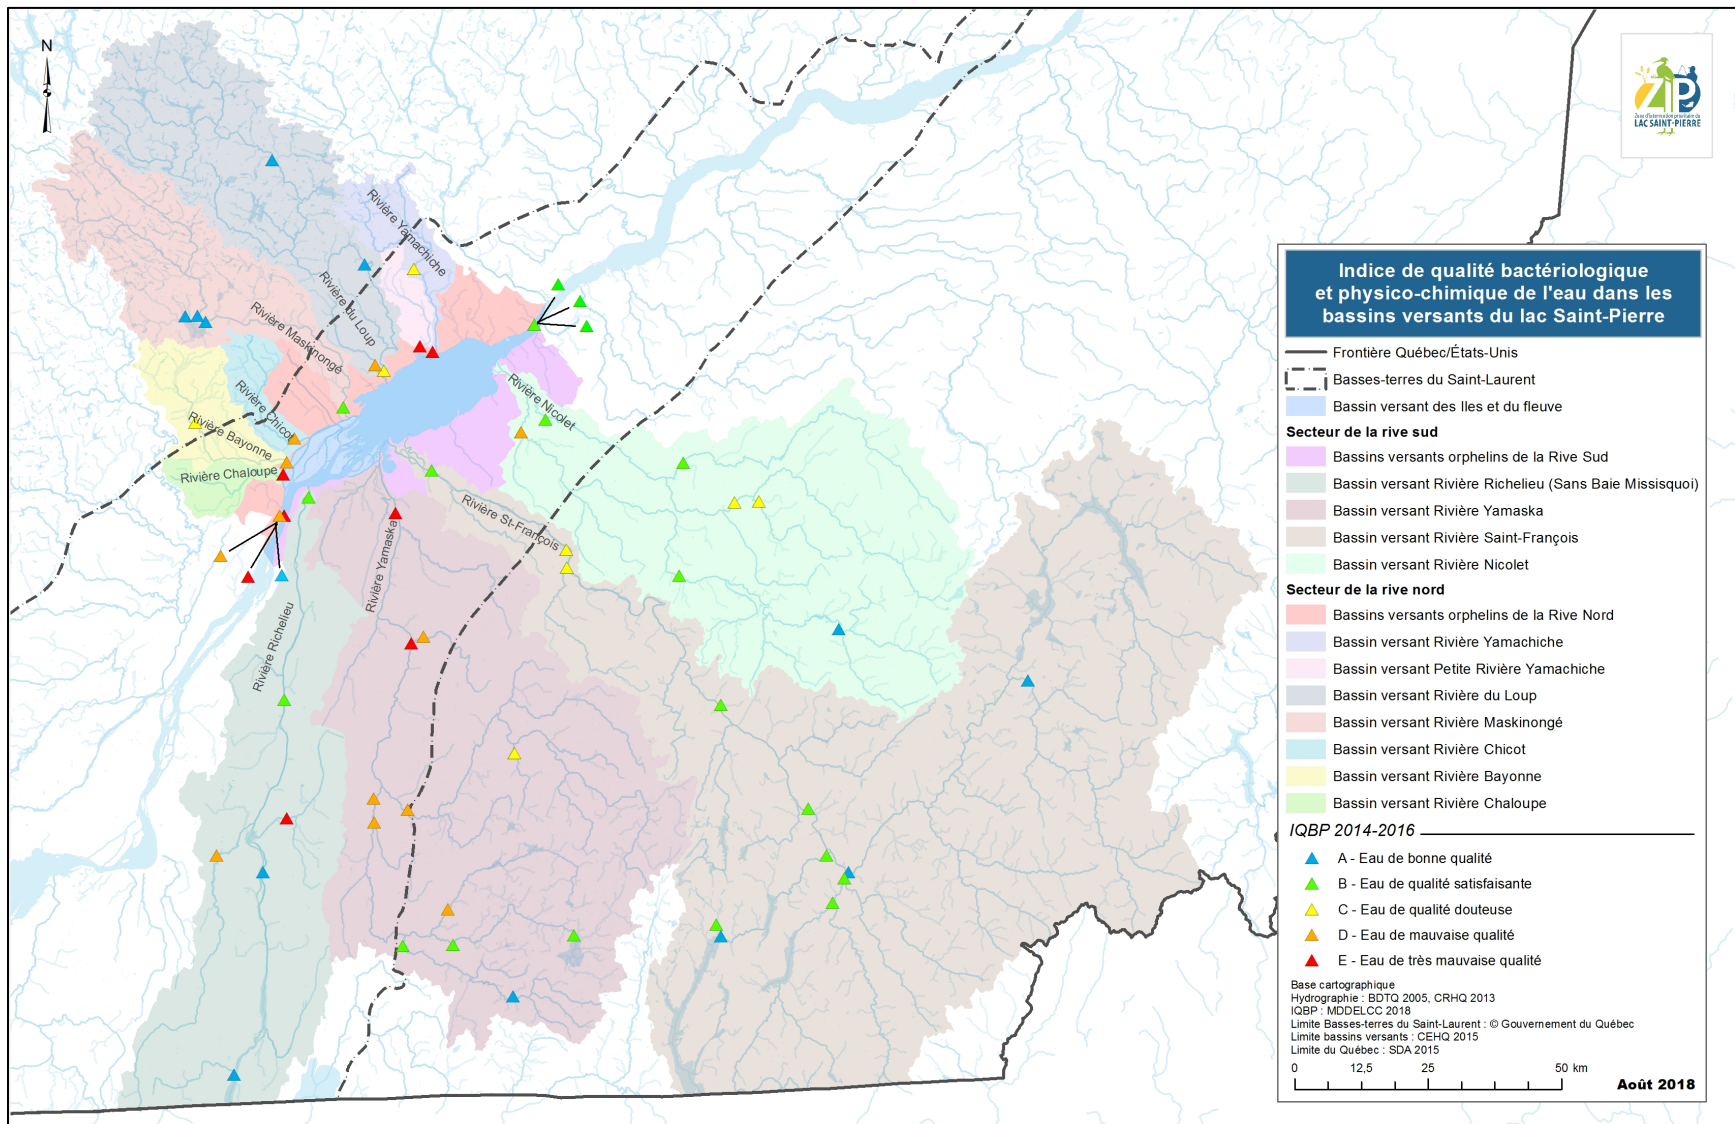 N
Rivière Yamachiche
Rivière du Loup
Rivière Maskinongé
Rivière Chicot
Rivière Bayonne
Rivière Chaloupe
Rivière Nicolet
Rivière St-François
Rivière Yamaska
Rivière Richelieu
ZIP
Zone d'intervention prioritaire du
LAC SAINT-PIERRE
Indice de qualité bactériologique
et physico-chimique de l'eau dans les
bassins versants du lac Saint-Pierre
Frontière Québec/États-Unis
Basses-terres du Saint-Laurent
Bassin versant des Iles et du fleuve
Secteur de la rive sud
Bassins versants orphelins de la Rive Sud
Bassin versant Rivière Richelieu (Sans Baie Missisquoi)
Bassin versant Rivière Yamaska
Bassin versant Rivière Saint-François
Bassin versant Rivière Nicolet
Secteur de la rive nord
Bassins versants orphelins de la Rive Nord
Bassin versant Rivière Yamachiche
Bassin versant Petite Rivière Yamachiche
Bassin versant Rivière du Loup
Bassin versant Rivière Maskinongé
Bassin versant Rivière Chicot
Bassin versant Rivière Bayonne
Bassin versant Rivière Chaloupe
IQBP 2014-2016
A - Eau de bonne qualité
B - Eau de qualité satisfaisante
C - Eau de qualité douteuse
D - Eau de mauvaise qualité
E - Eau de très mauvaise qualité
Base cartographique
Hydrographie : BDTQ 2005, CRHQ 2013
IQBP : MDDELCC 2018
Limite Basses-terres du Saint-Laurent : © Gouvernement du Québec
Limite bassins versants : CEHQ 2015
Limite du Québec : SDA 2015
0 12,5 25 50 km
Août 2018